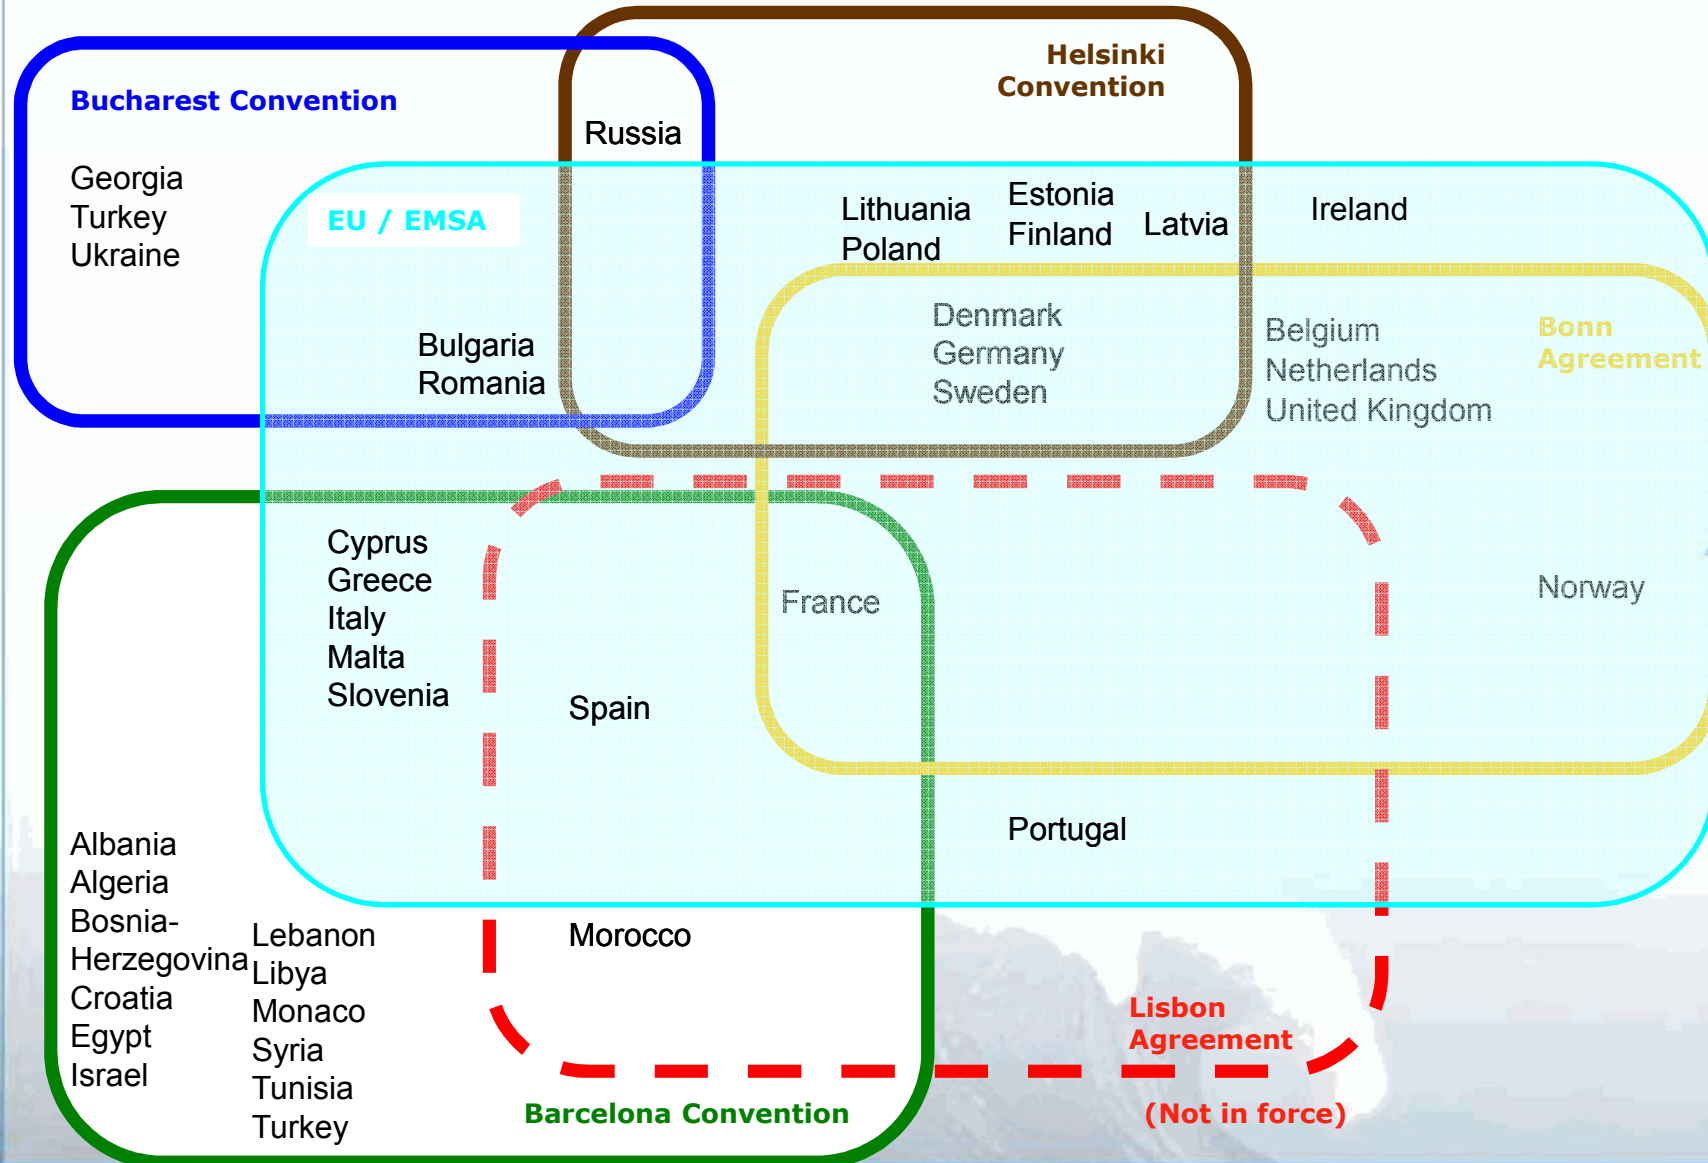 Helsinki
Convention
Bucharest Convention
Russia
Georgia
Turkey
Ukraine
EU / EMSA
Lithuania
Poland
Estonia
Finland
Latvia
Ireland
Bulgaria
Romania
Denmark
Germany
Sweden
Belgium
Netherlands
United Kingdom
Bonn
Agreement
Cyprus
Greece
Italy
Malta
Slovenia
France
Norway
Spain
Portugal
Albania
Algeria
Bosnia-
Herzegovina
Croatia
Egypt
Israel
Lebanon
Libya
Monaco
Syria
Tunisia
Turkey
Morocco
Lisbon
Agreement
Barcelona Convention
(Not in force)